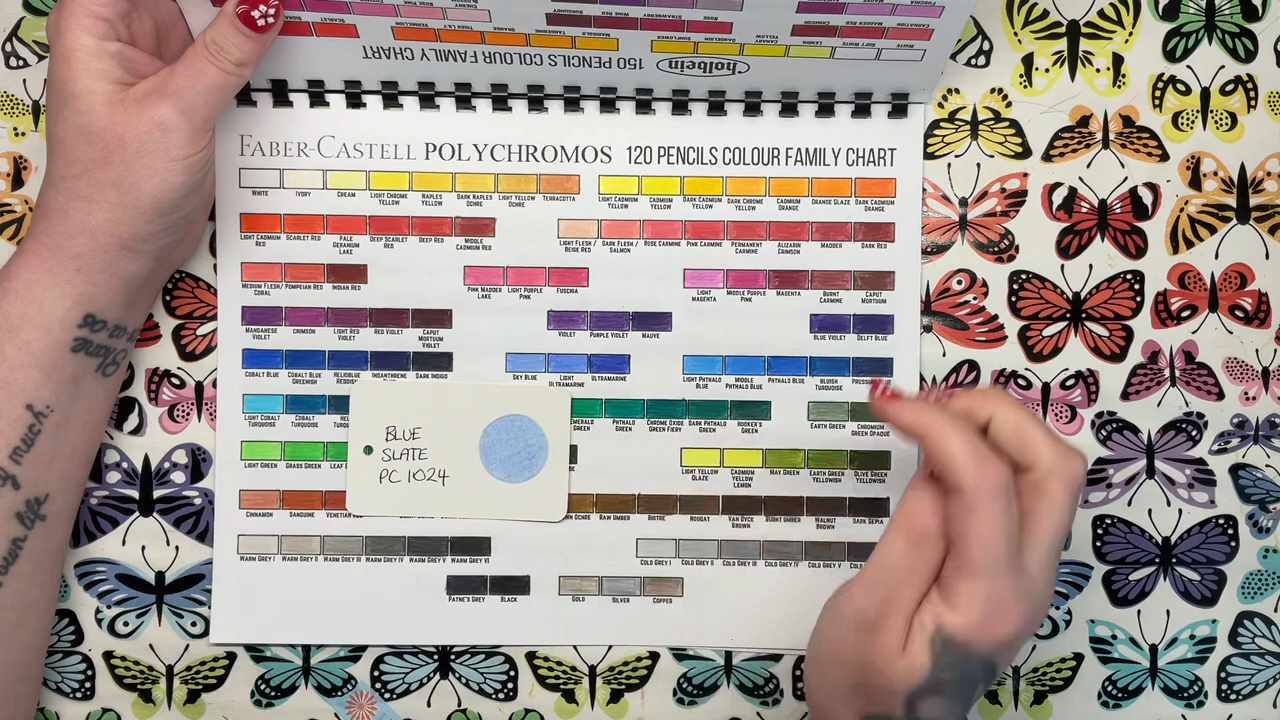 150 PENCILS COLOUR FAMILY CHART
holbein
FABER-CASTELL POLYCHROMOS 120 PENCILS COLOUR FAMILY CHART
WHITE IVORY CREAM LIGHT CHROME YELLOW NAPLES YELLOW DARK NAPLES OCHRE LIGHT YELLOW OCHRE TERRACOTTA LIGHT CADMIUM YELLOW CADMIUM YELLOW DARK CADMIUM YELLOW DARK CHROME YELLOW CADMIUM ORANGE ORANGE GLAZE DARK CADMIUM ORANGE
LIGHT CADMIUM RED SCARLET RED PALE GERANIUM LAKE DEEP SCARLET RED DEEP RED MIDDLE CADMIUM RED LIGHT FLESH / BEIGE RED DARK FLESH / SALMON ROSE CARMINE PINK CARMINE PERMANENT CARMINE ALIZARIN CRIMSON MADDER DARK RED
MEDIUM FLESH/ CORAL POMPEIAN RED INDIAN RED PINK MADDER LAKE LIGHT PURPLE PINK FUSCHIA LIGHT MAGENTA MIDDLE PURPLE PINK MAGENTA BURNT CARMINE CAPUT MORTUUM
MANGANESE VIOLET CRIMSON LIGHT RED VIOLET RED VIOLET CAPUT MORTUUM VIOLET VIOLET PURPLE VIOLET MAUVE BLUE VIOLET DELFT BLUE
COBALT BLUE COBALT BLUE GREENISH HELIOBLUE REDDISH INDANTHRENE DARK INDIGO SKY BLUE LIGHT ULTRAMARINE ULTRAMARINE LIGHT PHTHALO BLUE MIDDLE PHTHALO BLUE PHTHALO BLUE BLUISH TURQUOISE
LIGHT COBALT TURQUOISE COBALT TURQUOISE EMERALD GREEN PHTHALO GREEN CHROME OXIDE GREEN FIERY DARK PHTHALO GREEN HOOKER'S GREEN EARTH GREEN CHROMIUM GREEN OPAQUE
LIGHT GREEN GRASS GREEN LIGHT YELLOW GLAZE CADMIUM YELLOW LEMON MAY GREEN EARTH GREEN YELLOWISH OLIVE GREEN YELLOWISH
BLUE
SLATE
PC 1024
CINNAMON SANGUINE RAW UMBER BISTRE NOUGAT VAN DYCK BROWN BURNT UMBER WALNUT BROWN DARK SEPIA
WARM GREY I WARM GREY II WARM GREY III WARM GREY IV WARM GREY V WARM GREY VI COLD GREY I COLD GREY II COLD GREY III COLD GREY IV COLD GREY V
PAYNE'S GREY BLACK GOLD SILVER COPPER